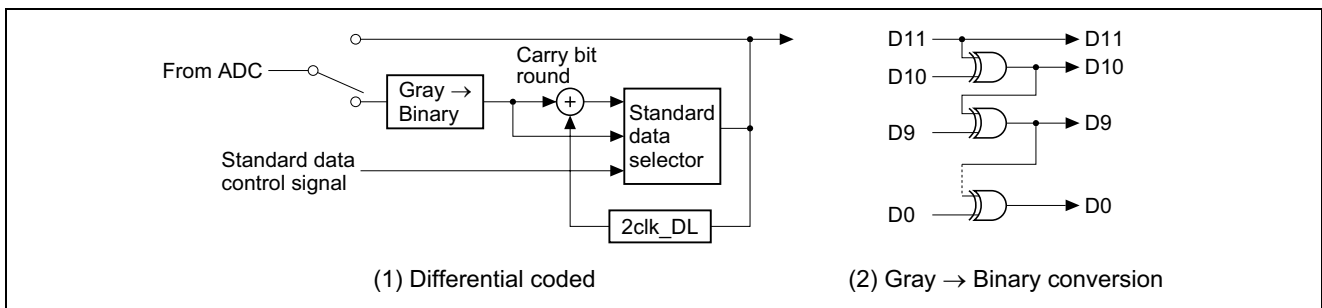 From ADC
Gray →
Binary
Carry bit
round
+
Standard
data
selector
Standard data
control signal
2clk_DL
(1) Differential coded
D11
D11
D10
D10
D9
D9
D0
D0
(2) Gray → Binary conversion